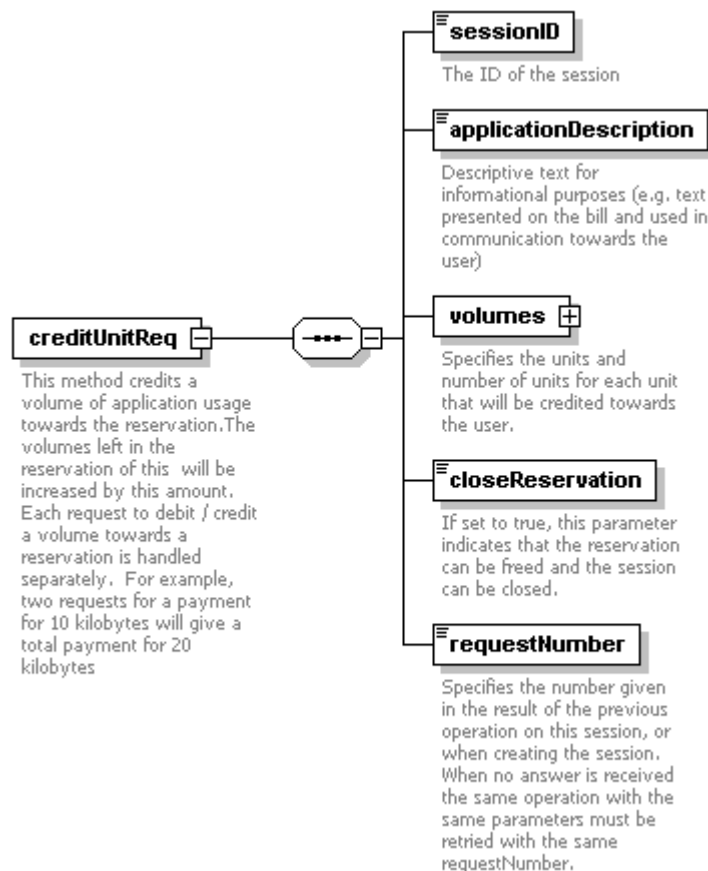 sessionID
The ID of the session
applicationDescription
Descriptive text for
informational purposes (e.g. text
presented on the bill and used in
communication towards the
user)
volumes
Specifies the units and
number of units for each unit
that will be credited towards
the user.
creditUnitReq
This method credits a
volume of application usage
towards the reservation.The
volumes left in the
reservation of this  will be
increased by this amount.
Each request to debit / credit
a volume towards a
reservation is handled
separately.  For example,
two requests for a payment
for 10 kilobytes will give a
total payment for 20
kilobytes
closeReservation
If set to true, this parameter
indicates that the reservation
can be freed and the session
can be closed.
requestNumber
Specifies the number given
in the result of the previous
operation on this session, or
when creating the session.
When no answer is received
the same operation with the
same parameters must be
retried with the same
requestNumber.